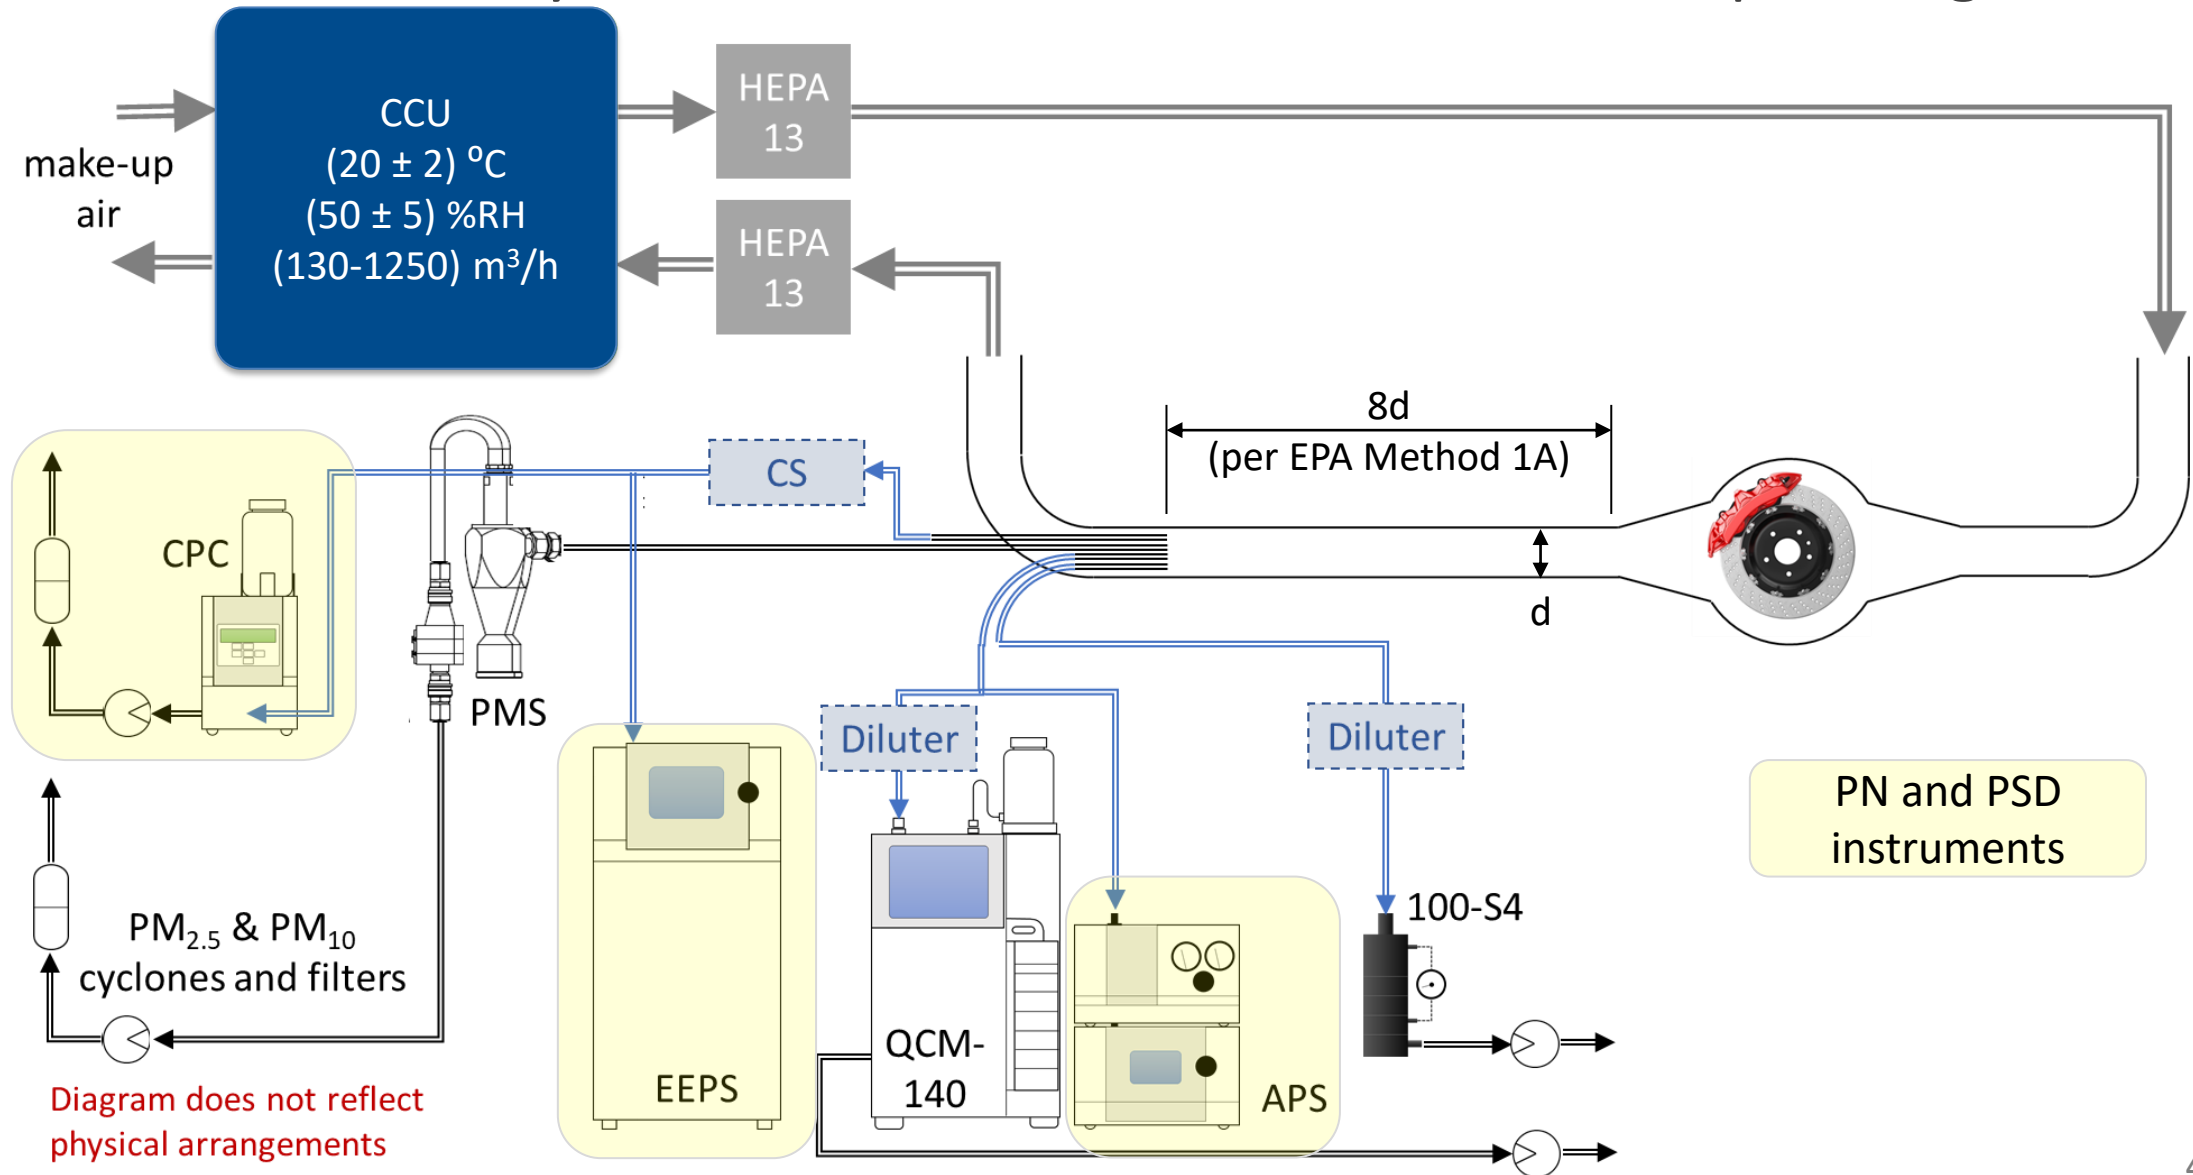 CCU
(20 ± 2) ⁰C
(50 ± 5) %RH
(130-1250) m³/h
HEPA
13
HEPA
13
make-up
air
8d
(per EPA Method 1A)
d
CS
CPC
PMS
Diluter
Diluter
PN and PSD
instruments
100-S4
PM₂.₅ & PM₁₀
cyclones and filters
EEPS
QCM-
140
APS
Diagram does not reflect
physical arrangements